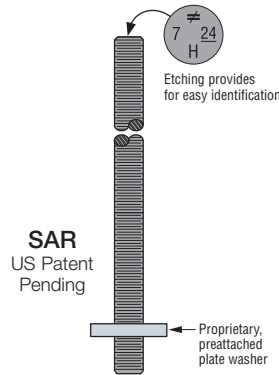 ≠
7 24
H
Etching provides
for easy identification
SAR
US Patent
Pending
Proprietary,
preattached
plate washer